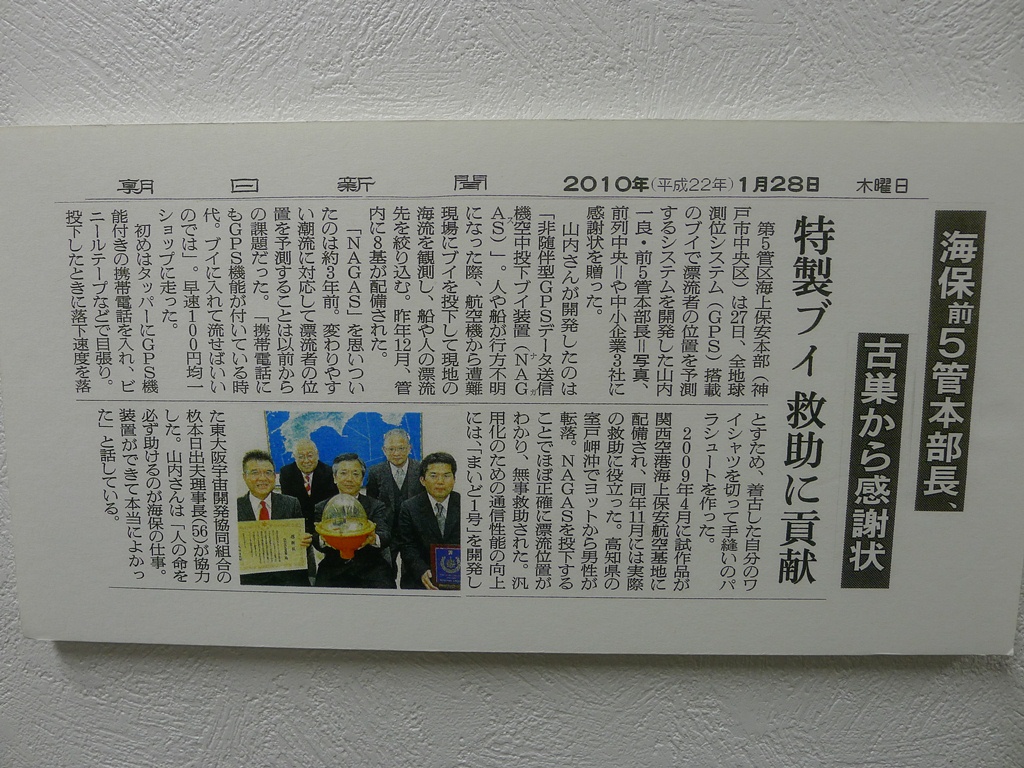 朝日新聞 2010年(平成22年)1月28日 木曜日
海保前5管本部長、
古巣から感謝状
特製ブイ 救助に貢献
第5管区海上保安本部(神
戸市中央区)は27日、全地球
測位システム(GPS)搭載
のブイで漂流者の位置を予測
するシステムを開発した山内
一良・前5管本部長=写真、
前列中央=や中小企業3社に
感謝状を贈った。
山内さんが開発したのは
「非随伴型GPSデータ送信
機空中投下ブイ装置(NAG
AS)」。人や船が行方不明
になった際、航空機から遭難
現場にブイを投下して現地の
海流を観測し、船や人の漂流
先を絞り込む。昨年12月、管
内に8基が配備された。
「NAGAS」を思いつい
たのは約3年前。変わりやす
い潮流に対応して漂流者の位
置を予測することは以前から
の課題だった。「携帯電話に
もGPS機能が付いている時
代。ブイに入れて流せばいい
のでは」。早速100円均一
ショップに走った。
初めはタッパーにGPS機
能付きの携帯電話を入れ、ビ
ニールテープなどで目張り。
投下したときに落下速度を落
とすため、着古した自分のワ
イシャツを切って手縫いのパ
ラシュートを作った。
2009年4月に試作品が
関西空港海上保安航空基地に
配備され、同年11月には実際
の救助に役立った。高知県の
室戸岬沖でヨットから男性が
転落。NAGASを投下する
ことでほぼ正確に漂流位置が
わかり、無事救助された。汎
用化のための通信性能の向上
には、「まいど1号」を開発し
た東大阪宇宙開発協同組合の
杦本日出夫理事長(56)が協力
した。山内さんは「人の命を
必ず助けるのが海保の仕事。
装置ができて本当によかっ
た」と話している。
感謝状